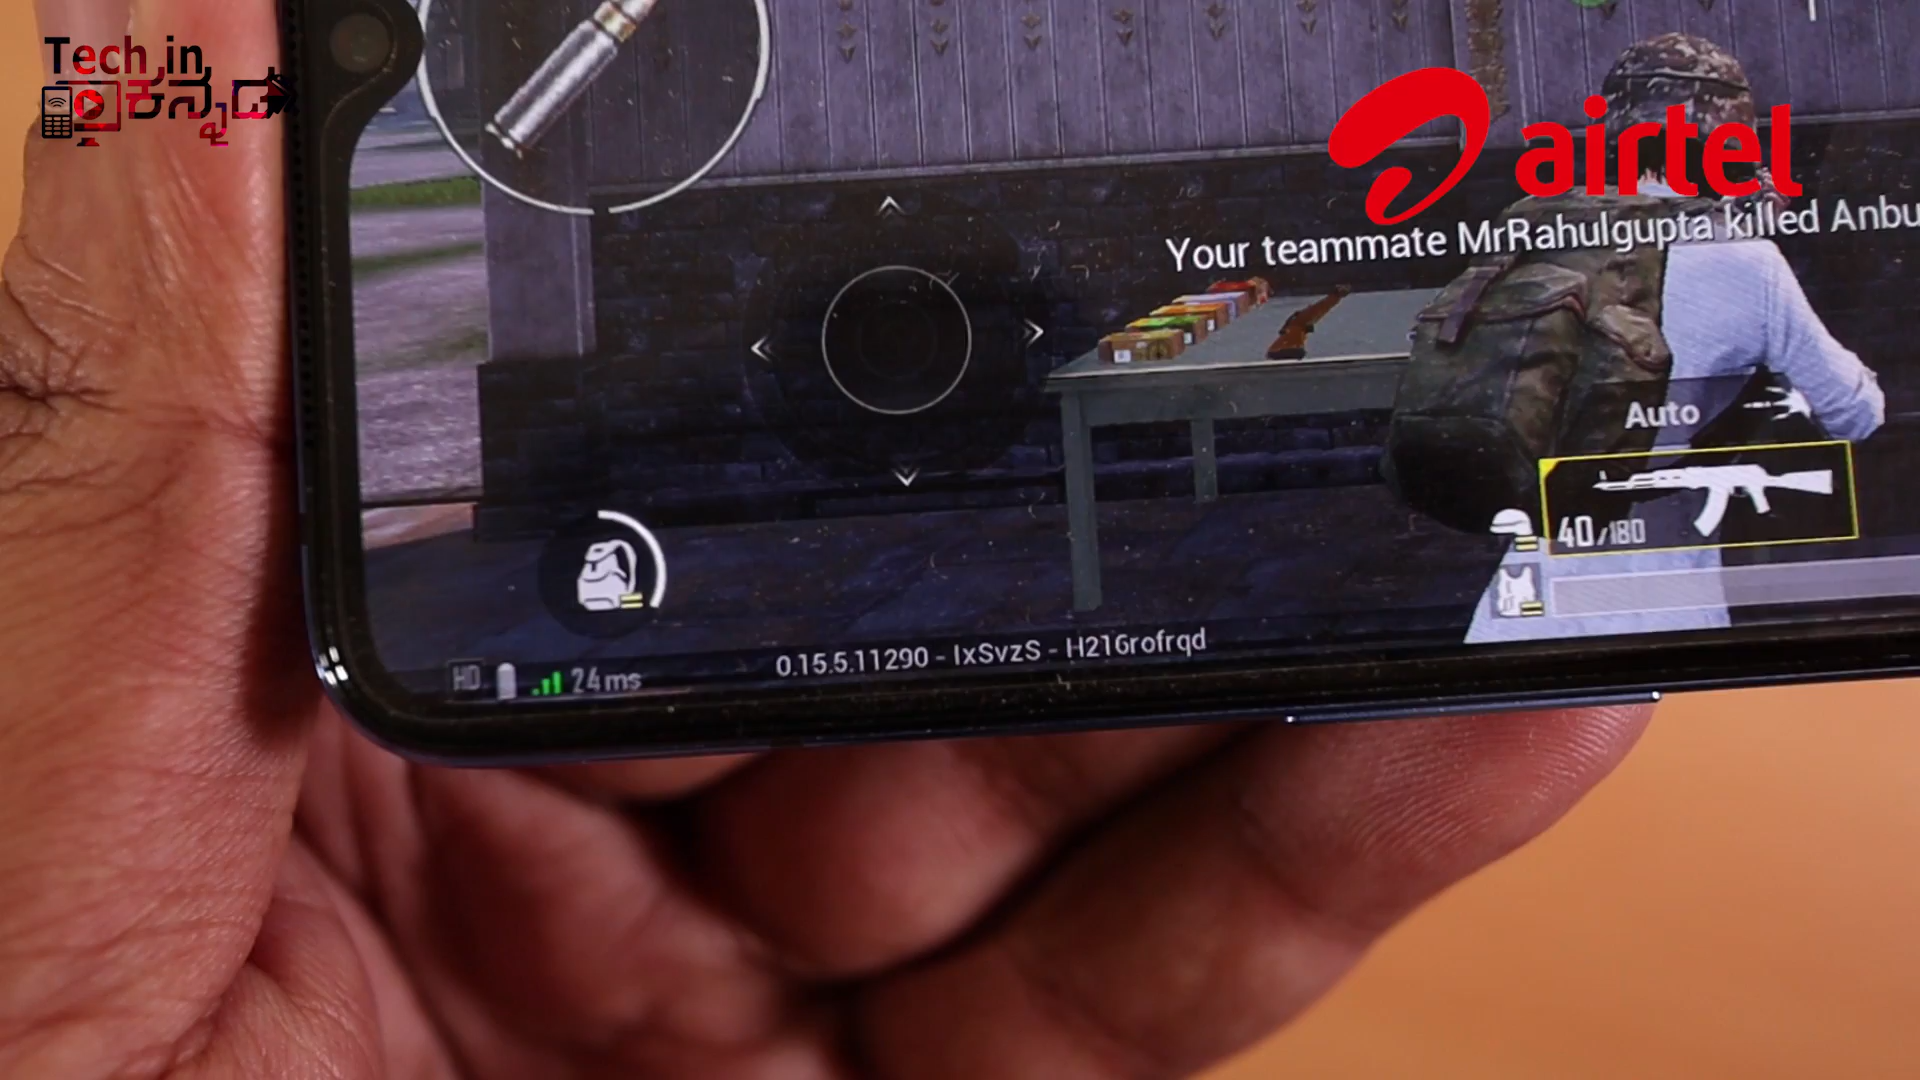 Tech in
ಕನ್ನಡ
airtel
Your teammate MrRahulgupta killed Anbu
Auto
40/180
HD 24ms
0.15.5.11290 - IxSvzS - H216rofrqd